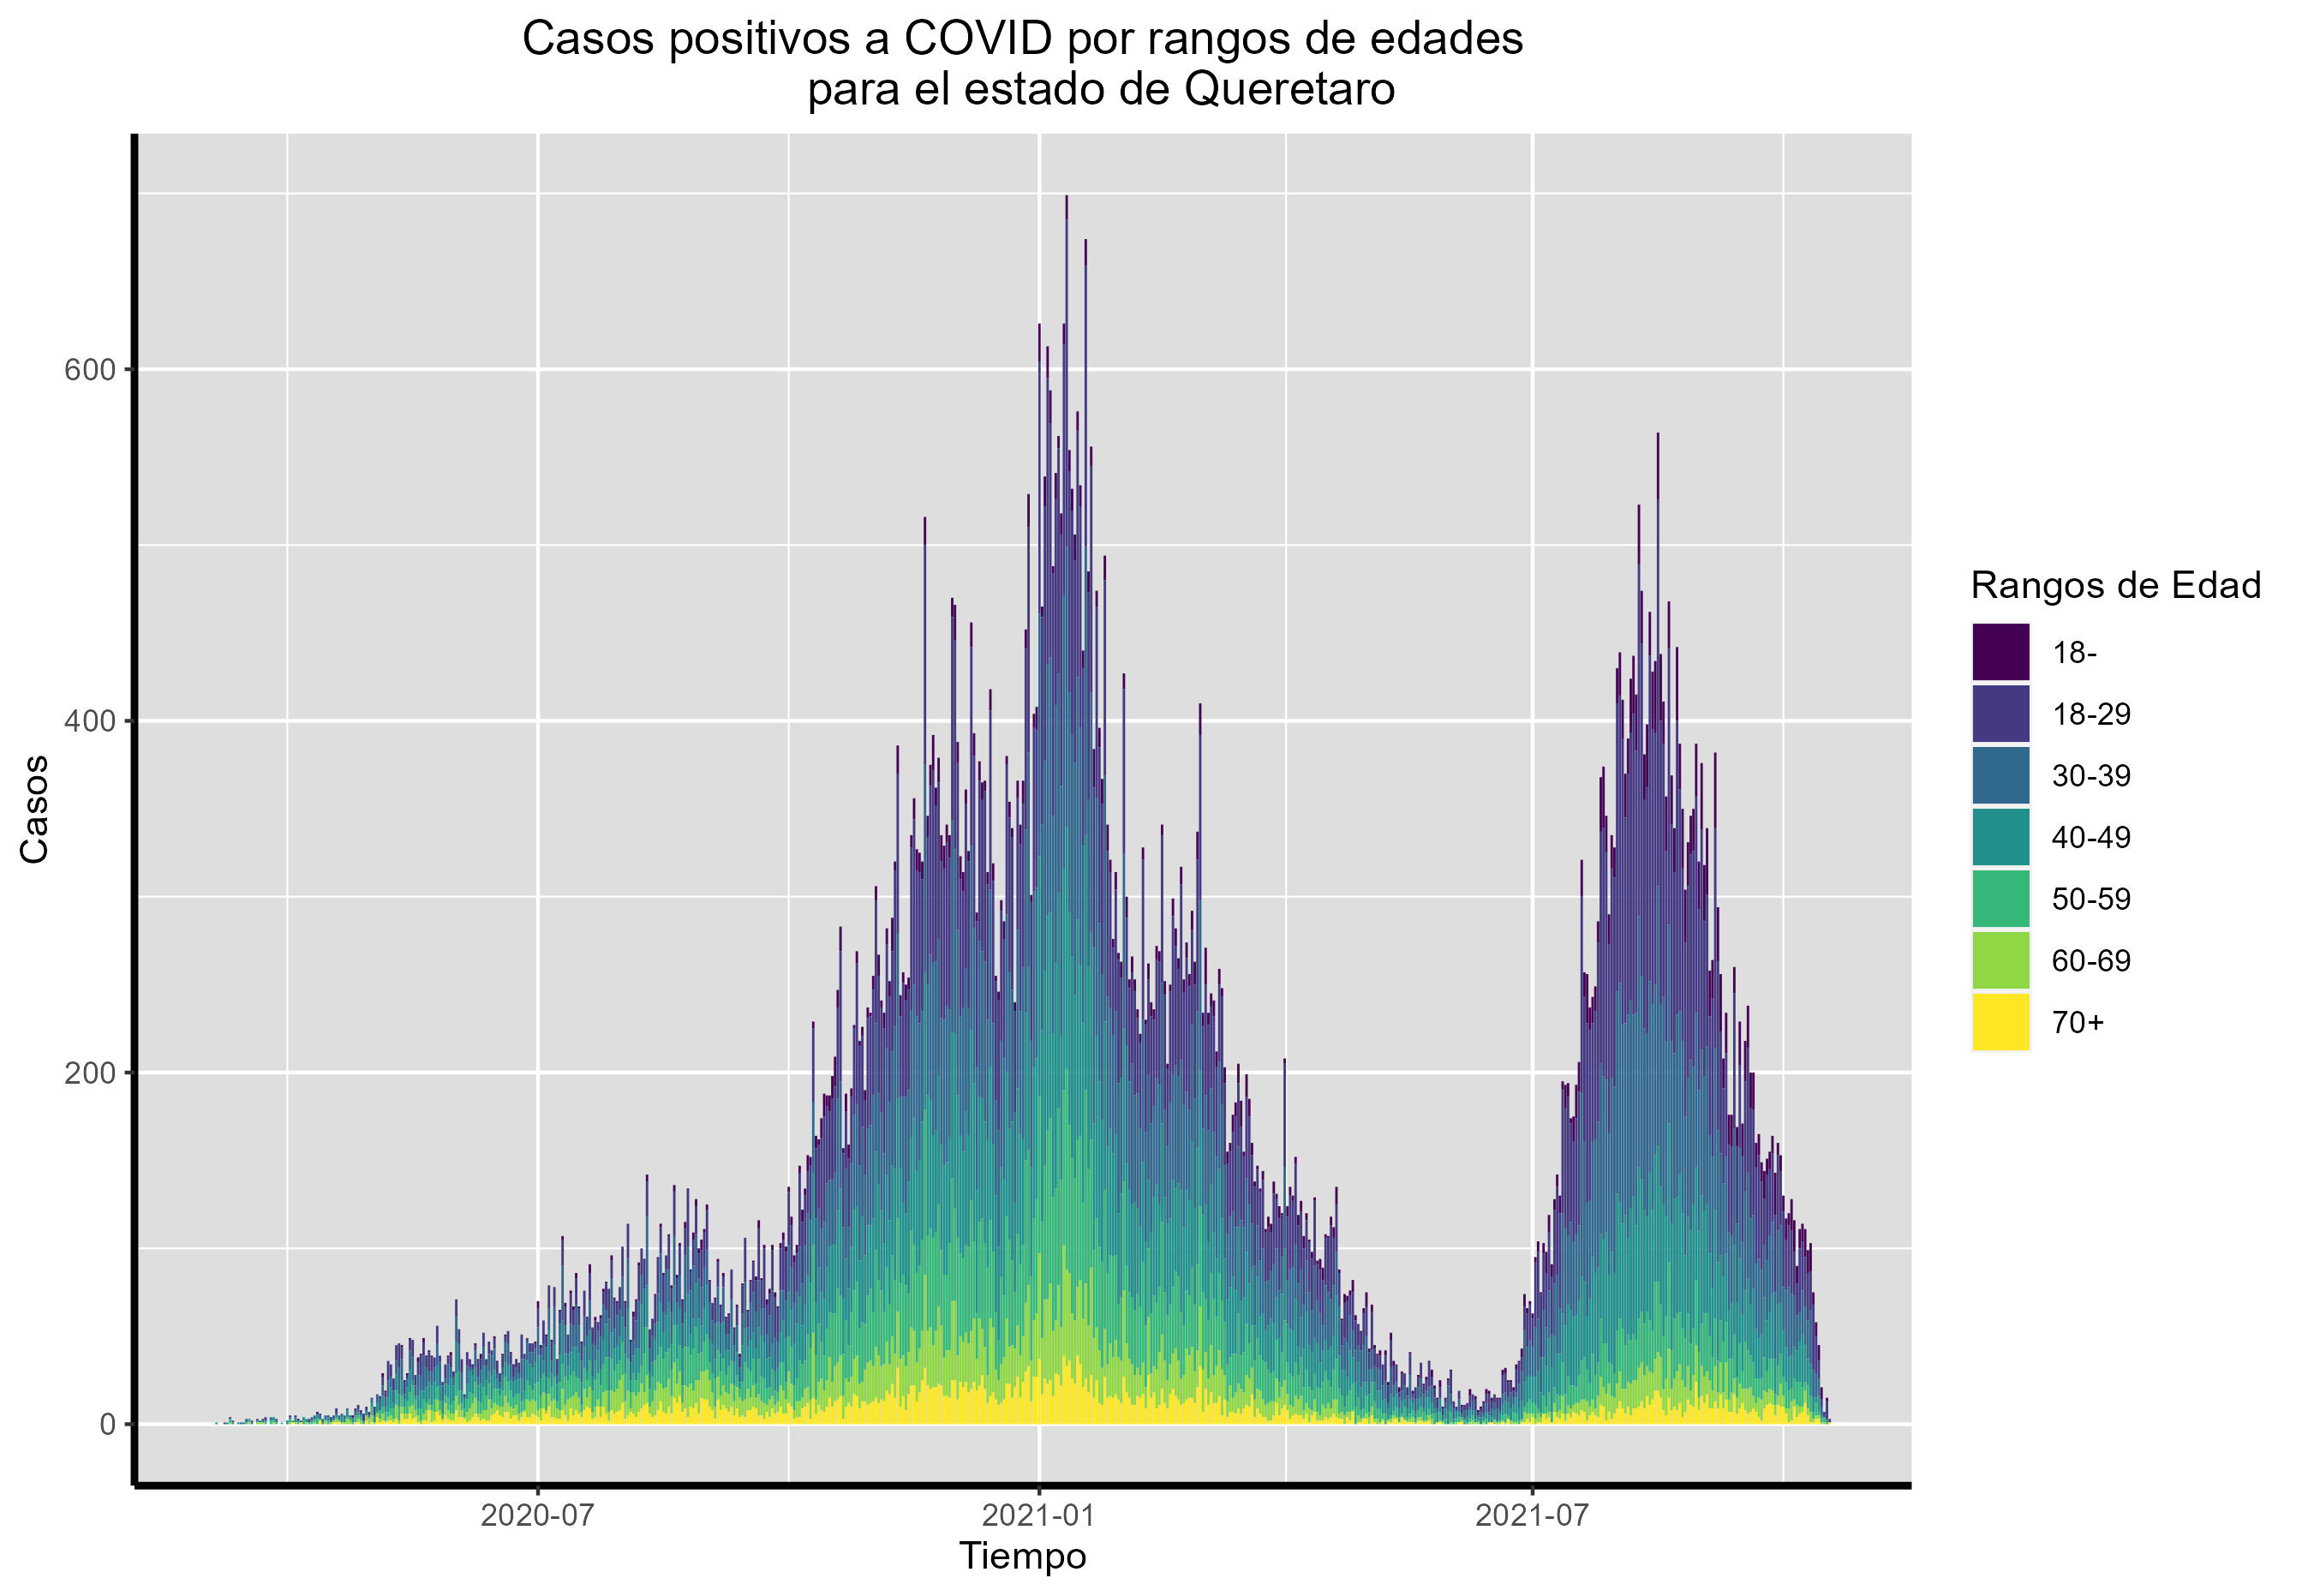 Casos positivos a COVID por rangos de edades
para el estado de Queretaro
Casos
600
400
200
0
2020-07
2021-01
2021-07
Tiempo
Rangos de Edad
18-
18-29
30-39
40-49
50-59
60-69
70+